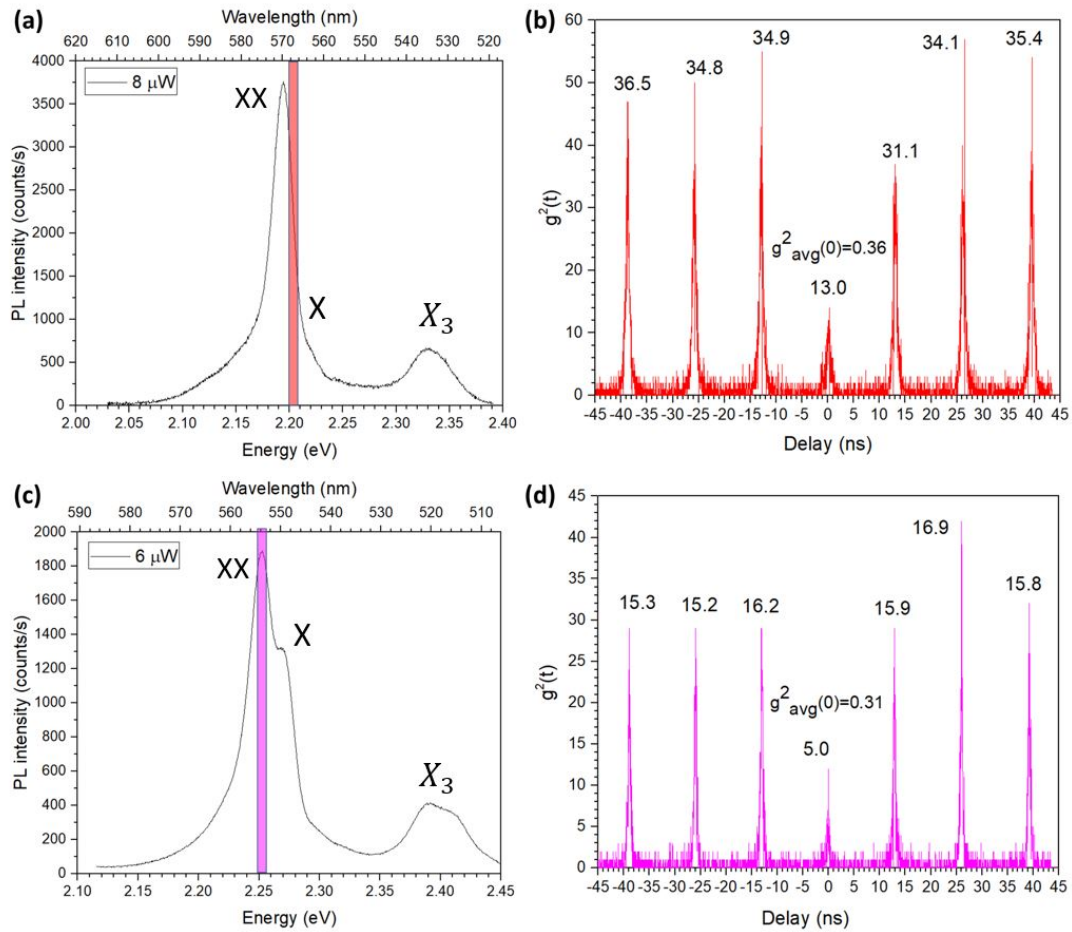 (a)
Wavelength (nm)
620 610 600 590 580 570 560 550 540 530 520
4000
3500
3000
2500
2000
1500
1000
500
0
PL intensity (counts/s)
8 μW
XX
X
X₃
2.00 2.05 2.10 2.15 2.20 2.25 2.30 2.35 2.40
Energy (eV)
(b)
60
50
40
30
20
10
0
g²(t)
36.5
34.8
34.9
g²avg(0)=0.36
13.0
31.1
34.1
35.4
-45 -40 -35 -30 -25 -20 -15 -10 -5 0 5 10 15 20 25 30 35 40 45
Delay (ns)
(c)
Wavelength (nm)
590 580 570 560 550 540 530 520 510
2000
1800
1600
1400
1200
1000
800
600
400
200
0
PL intensity (counts/s)
6 μW
XX
X
X₃
2.10 2.15 2.20 2.25 2.30 2.35 2.40 2.45
Energy (eV)
(d)
45
40
35
30
25
20
15
10
5
0
g²(t)
15.3
15.2
16.2
g²avg(0)=0.31
5.0
15.9
16.9
15.8
-45 -40 -35 -30 -25 -20 -15 -10 -5 0 5 10 15 20 25 30 35 40 45
Delay (ns)